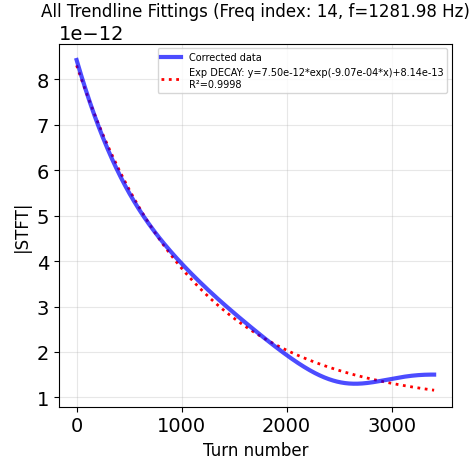 All Trendline Fittings (Freq index: 14, f=1281.98 Hz)
1e−12
Corrected data
Exp DECAY: y=7.50e-12*exp(-9.07e-04*x)+8.14e-13
R²=0.9998
8
7
6
5
4
3
2
1
|STFT|
0 1000 2000 3000
Turn number